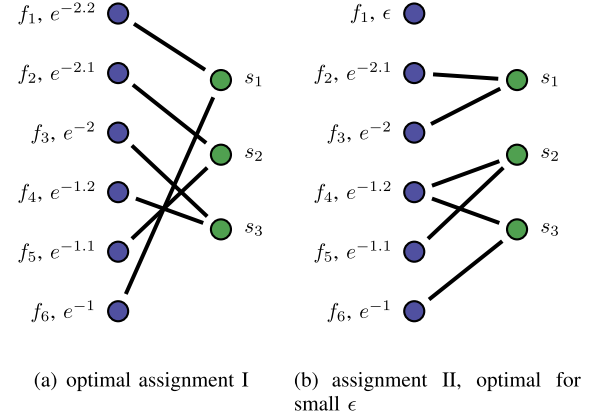 f₁, e⁻²·² f₁, ϵ
f₂, e⁻²·¹ s₁ f₂, e⁻²·¹ s₁
f₃, e⁻² s₂ f₃, e⁻² s₂
f₄, e⁻¹·² s₃ f₄, e⁻¹·² s₃
f₅, e⁻¹·¹ f₅, e⁻¹·¹
f₆, e⁻¹ f₆, e⁻¹
(a) optimal assignment I
(b) assignment II, optimal for
small ϵ